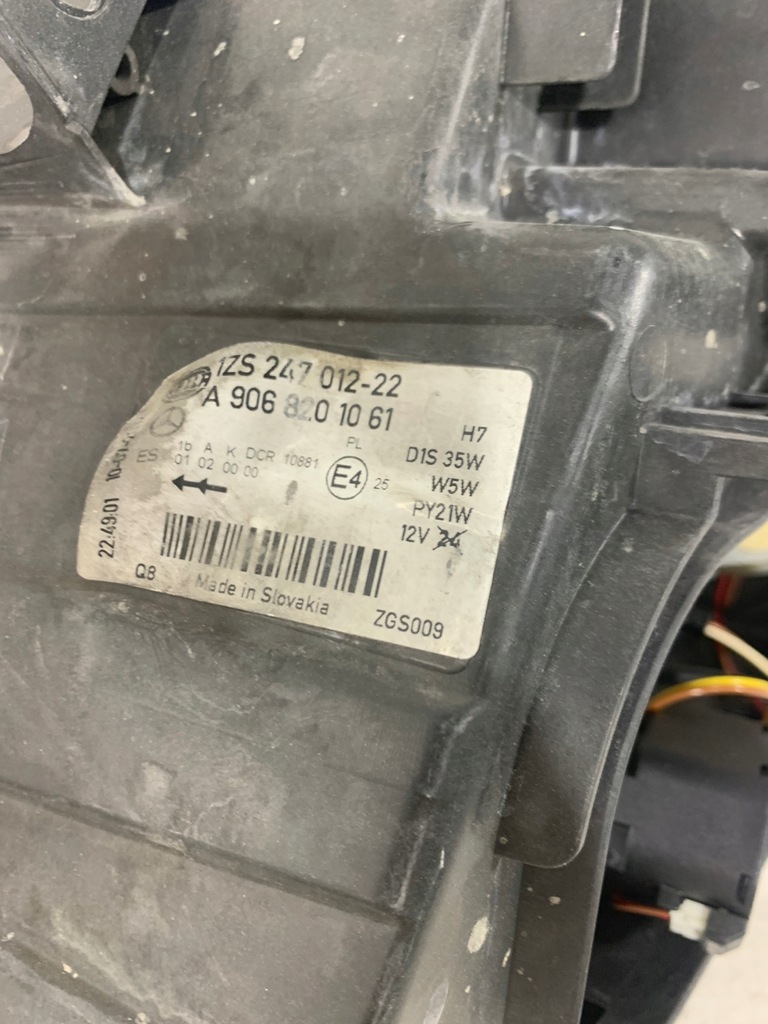 1ZS 247 012-22
A 906 820 10 61
H7
D1S 35W
W5W
PY21W
12V 24
PL
ES 1b A K DCR 10881
01 02 00 00
E4 25
22:49:01
Q8 Made in Slovakia ZGS009